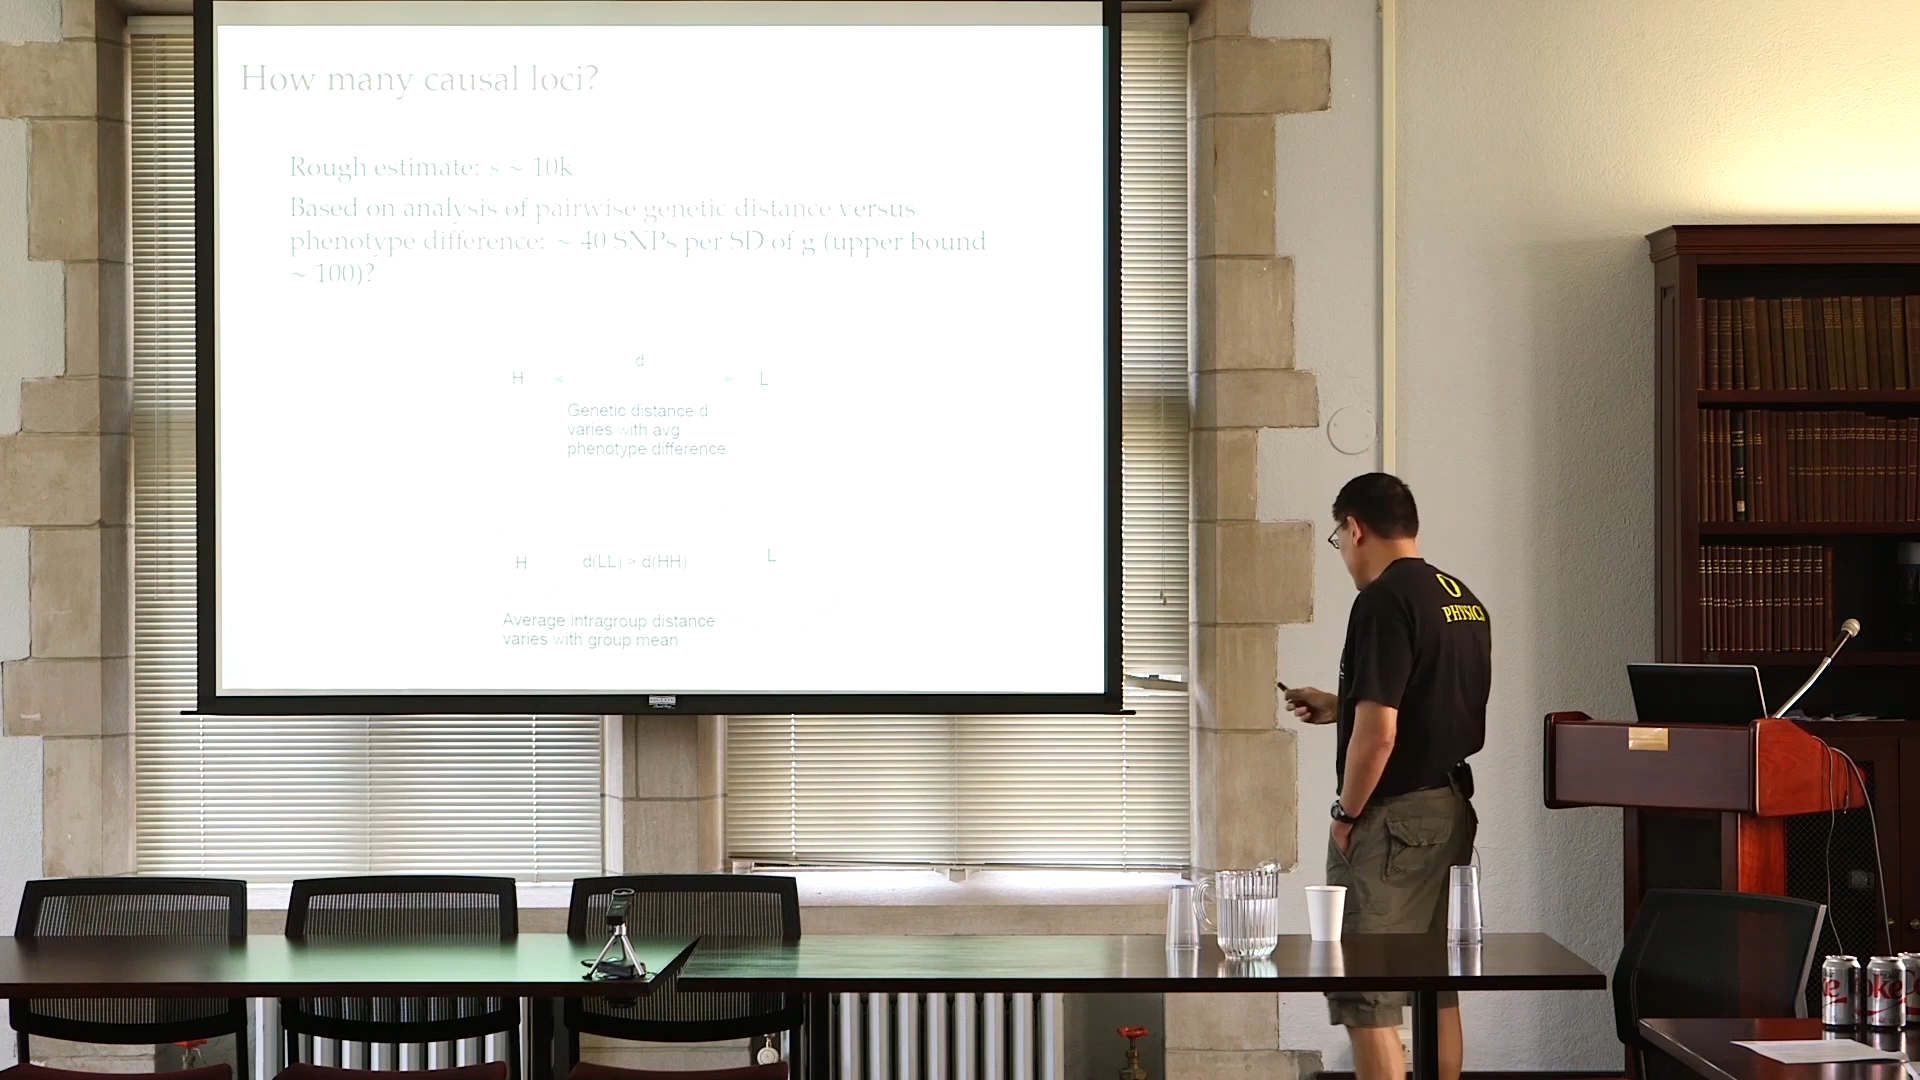 How many causal loci?
Rough estimate: s ~ 10k
Based on analysis of pairwise genetic distance versus
phenotype difference: ~ 40 SNPs per SD of g (upper bound
~ 100)?
d
H L
Genetic distance d
varies with avg
phenotype difference
H d(LL) > d(HH) L
Average intragroup distance
varies with group mean
O
PHYSICS
oke